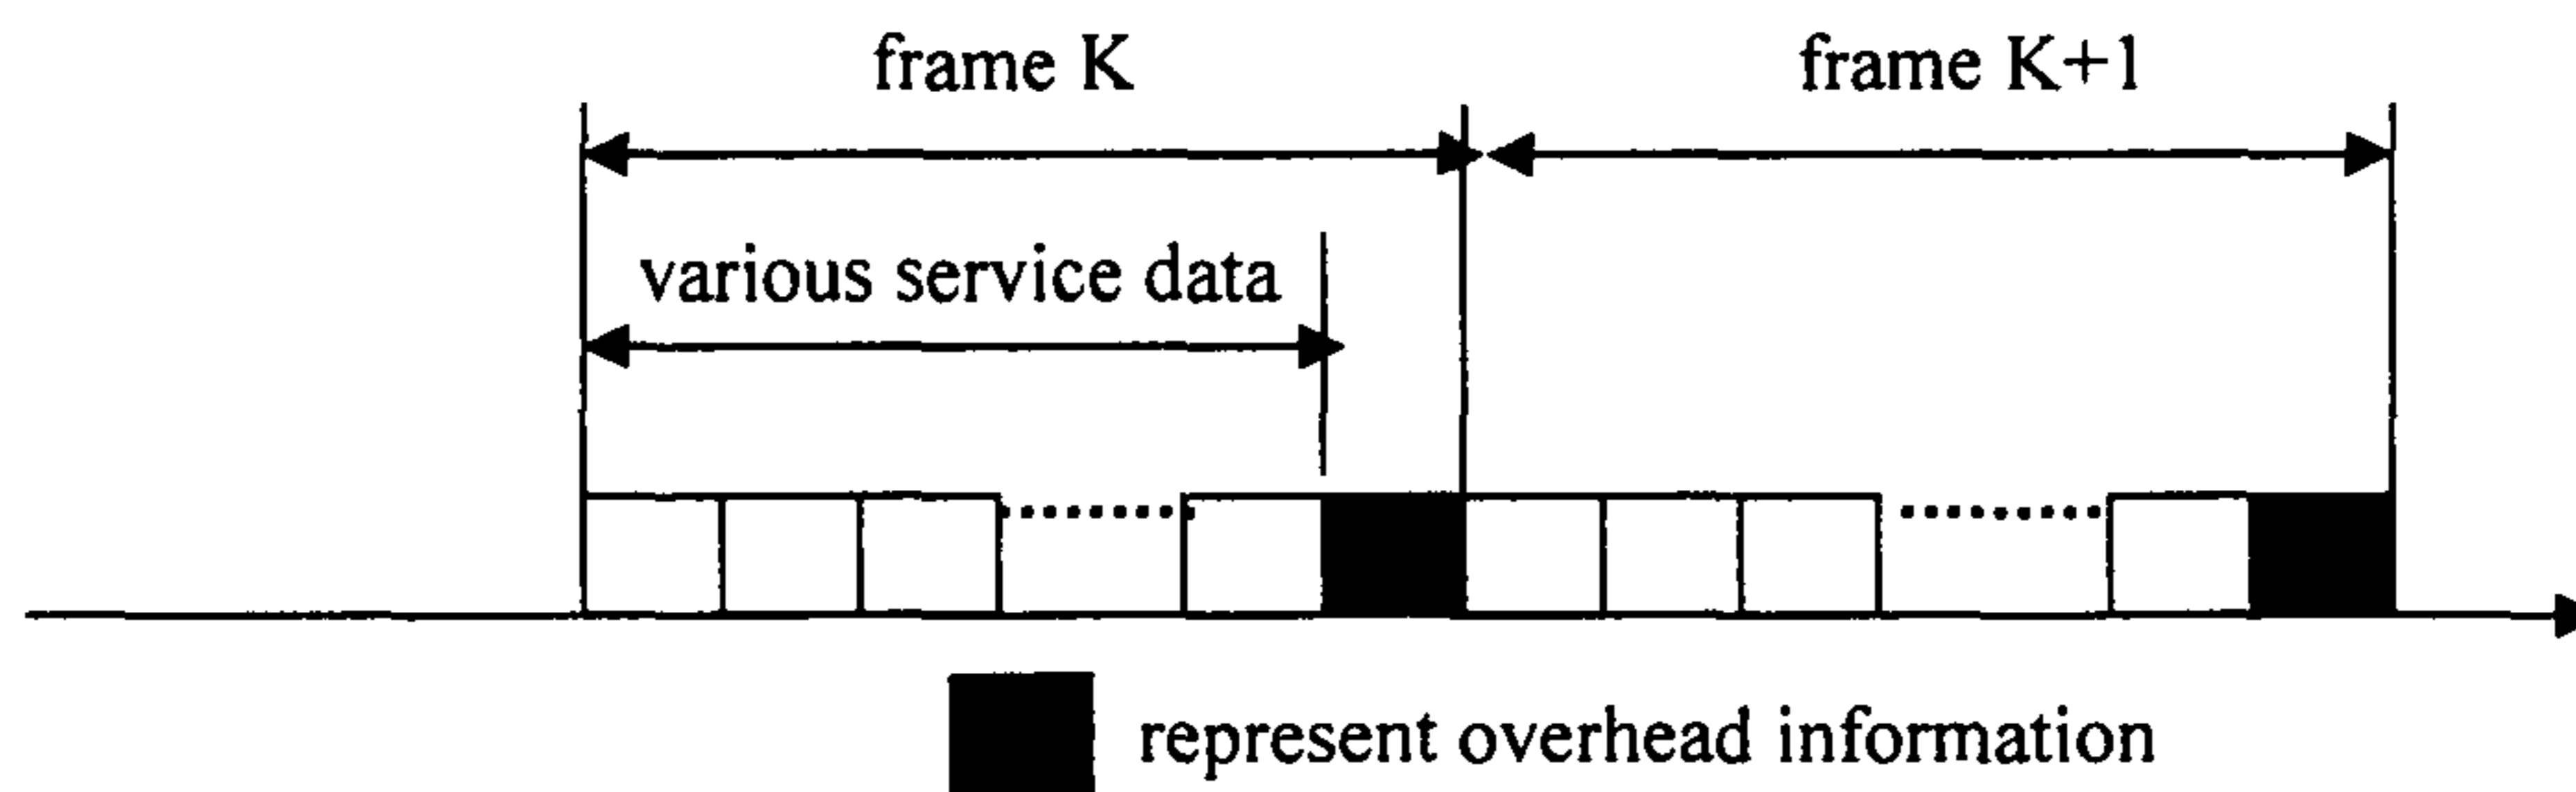 frame K
frame K+1
various service data
represent overhead information